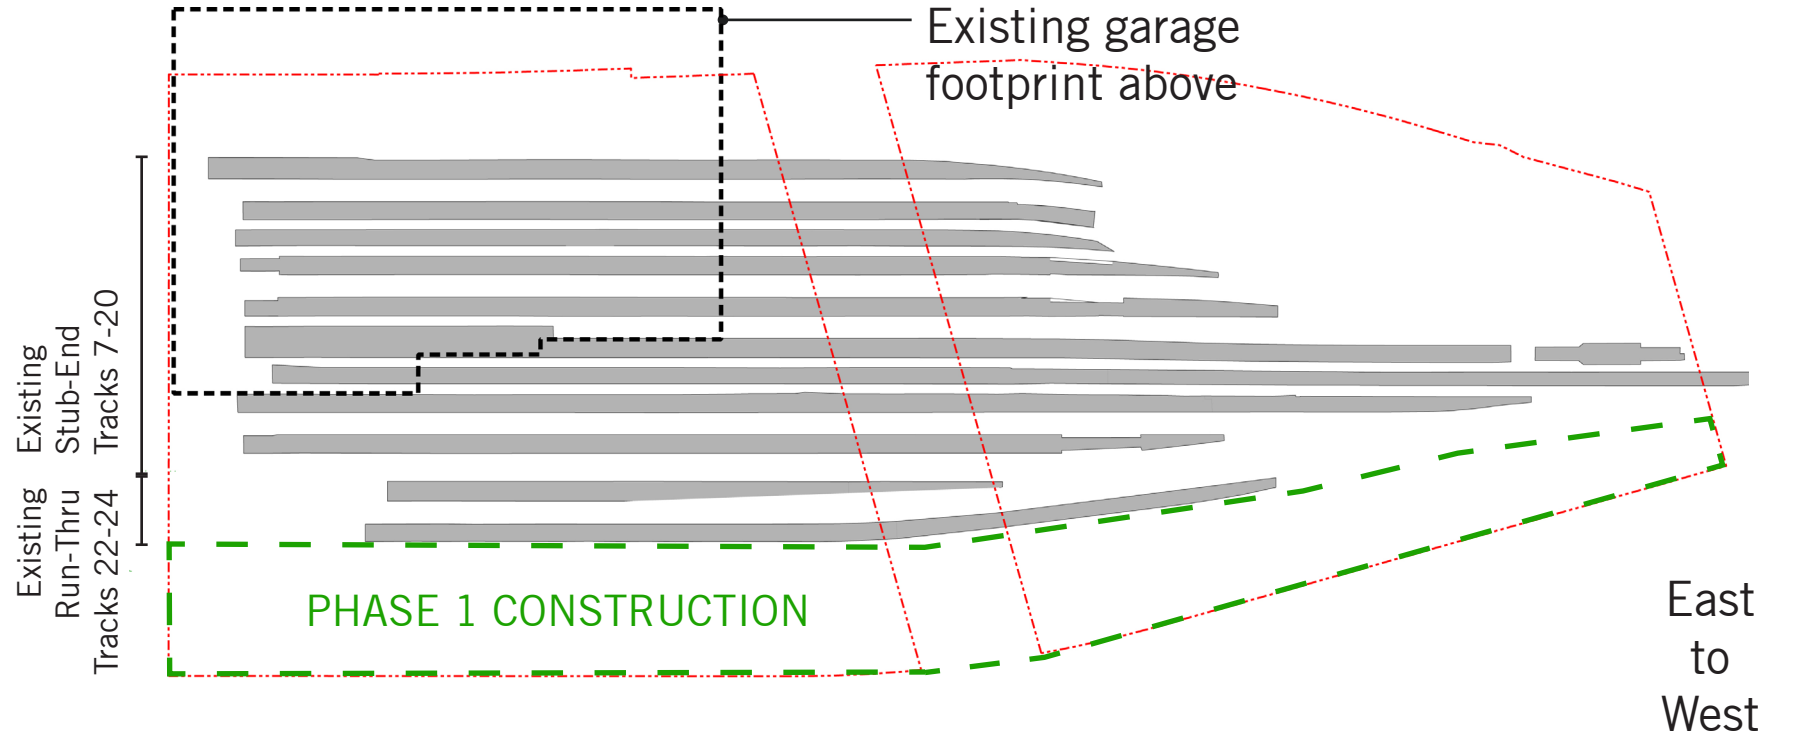 Existing garage
footprint above
Existing
Stub-End
Tracks 7-20
Existing
Run-Thru
Tracks 22-24
PHASE 1 CONSTRUCTION
East
to
West